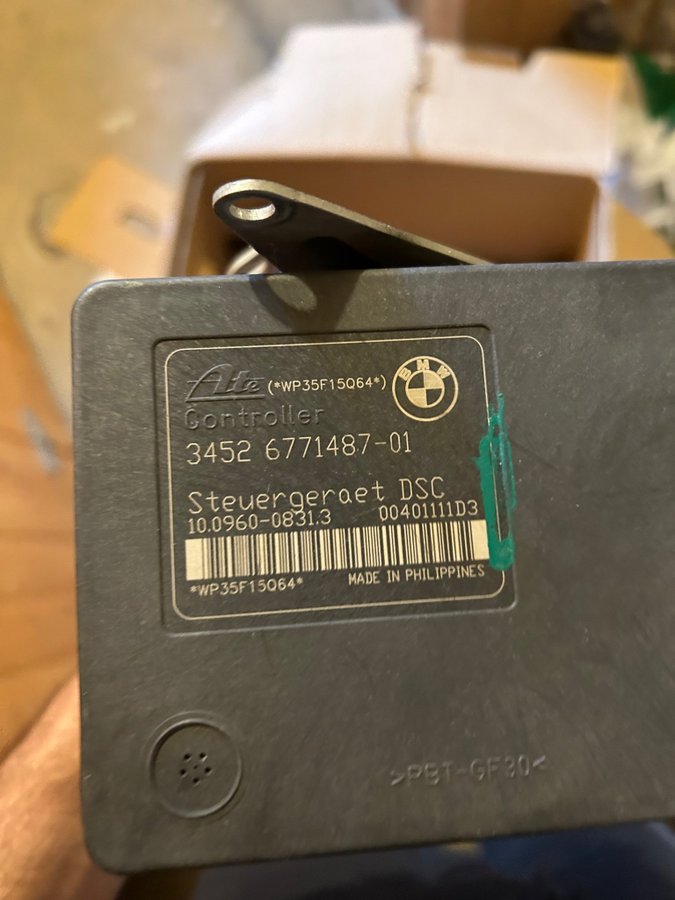 Ate (*WP35F15Q64*) BMW
Controller
3452 6771487-01
Steuergeraet DSC
10.0960-0831.3 00401111D3
*WP35F15Q64* MADE IN PHILIPPINES
>PBT-GF30<